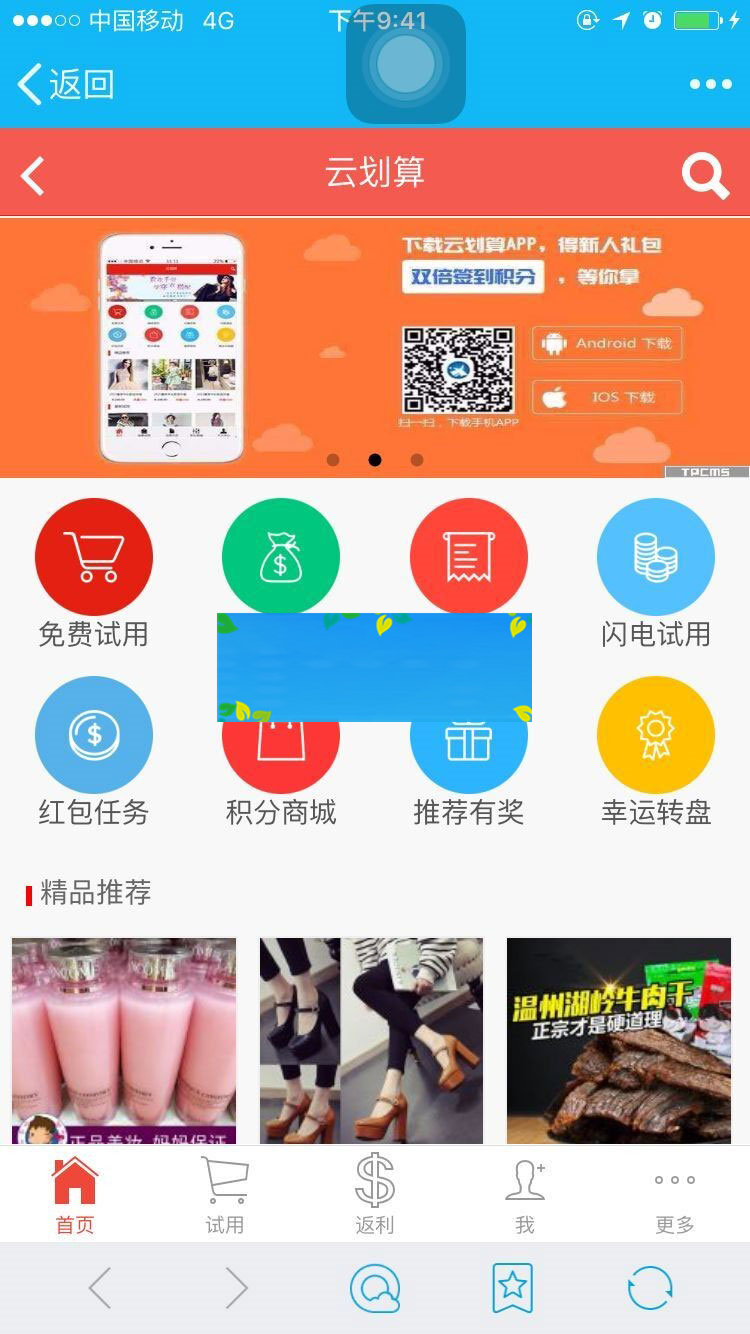 中国移动 4G 下午9:41
返回
云划算
下载云划算APP，得新人礼包
双倍签到积分，等你拿
Android 下载
IOS 下载
扫一扫，下载手机APP
TPCMS
免费试用
闪电试用
红包任务
积分商城
推荐有奖
幸运转盘
精品推荐
温州湖岭牛肉干
正宗才是硬道理
正品美妆 妈妈保证
首页
试用
返利
我
更多